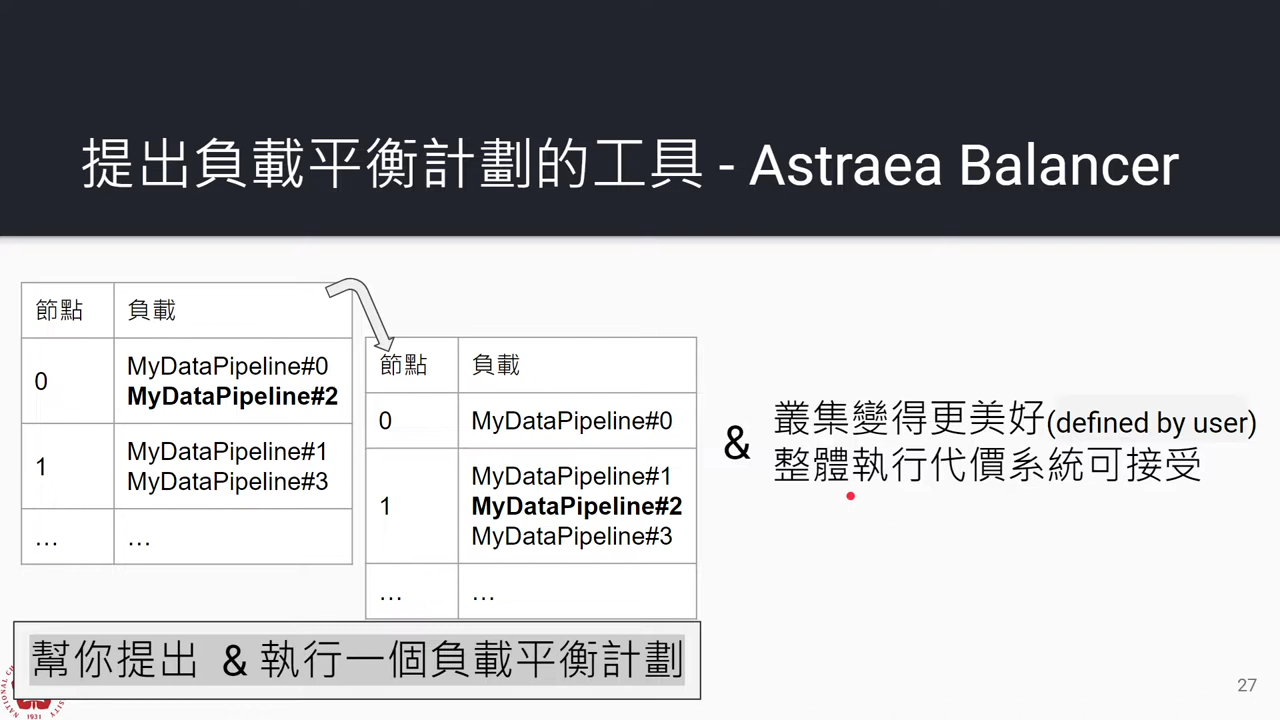 提出負載平衡計劃的工具 - Astraea Balancer
節點 負載
0 MyDataPipeline#0
MyDataPipeline#2
1 MyDataPipeline#1
MyDataPipeline#3
... ...
節點 負載
0 MyDataPipeline#0
1 MyDataPipeline#1
MyDataPipeline#2
MyDataPipeline#3
... ...
& 叢集變得更美好(defined by user)
整體執行代價系統可接受
幫你提出 & 執行一個負載平衡計劃
1931
27